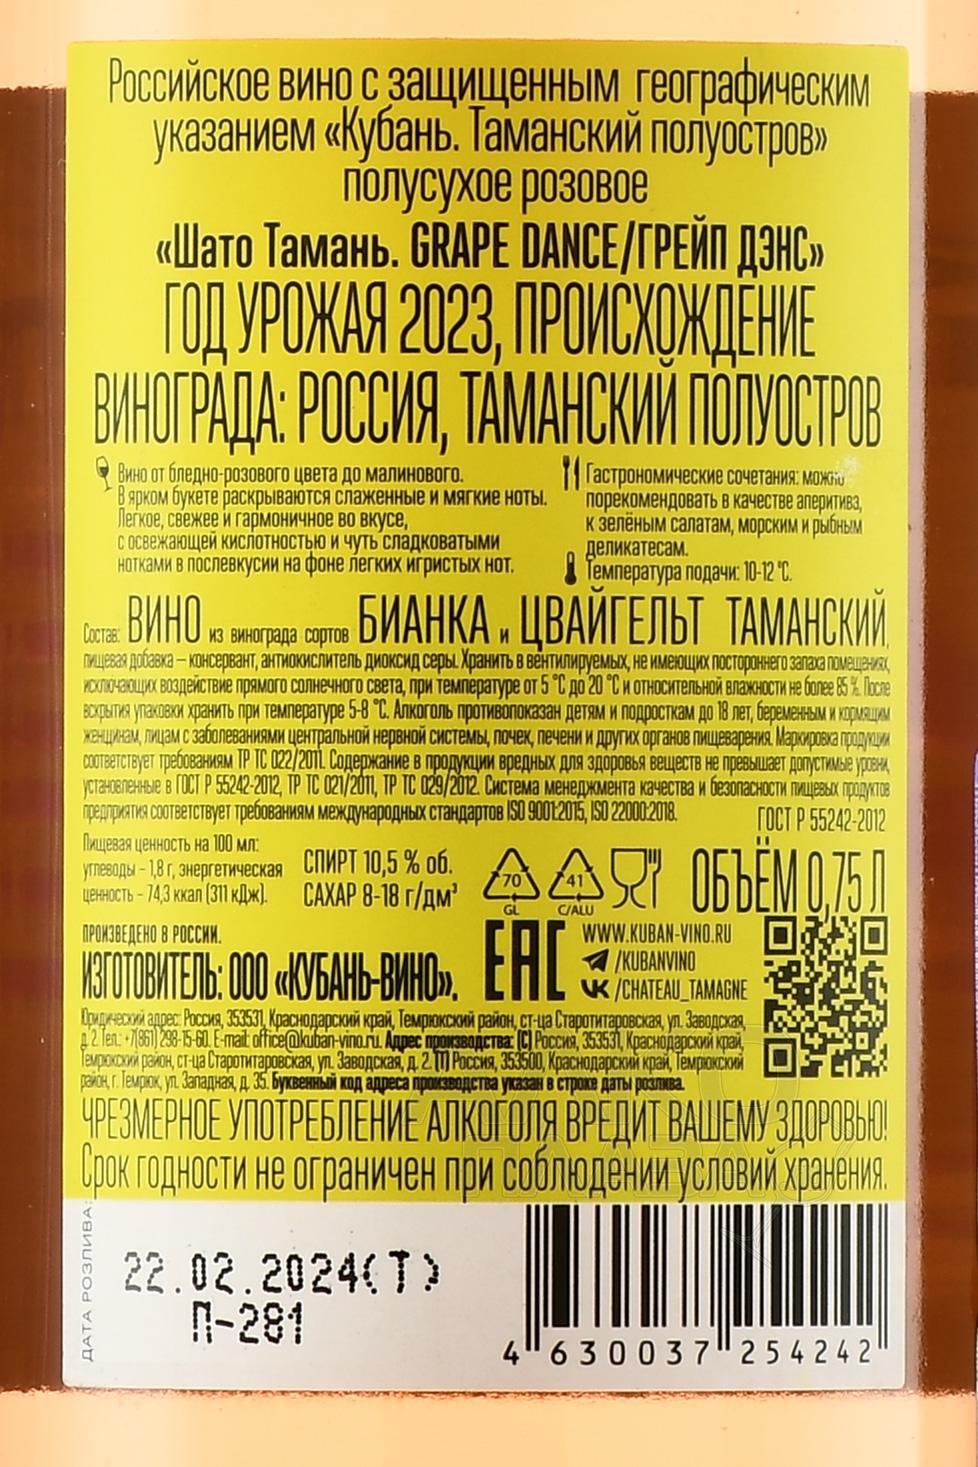 Российское вино с защищенным географическим
указанием «Кубань. Таманский полуостров»
полусухое розовое
«Шато Тамань. GRAPE DANCE/ГРЕЙП ДЭНС»
ГОД УРОЖАЯ 2023, ПРОИСХОЖДЕНИЕ
ВИНОГРАДА: РОССИЯ, ТАМАНСКИЙ ПОЛУОСТРОВ
Вино от бледно-розового цвета до малинового.
В ярком букете раскрываются слаженные и мягкие ноты.
Легкое, свежее и гармоничное во вкусе,
с освежающей кислотностью и чуть сладковатыми
нотками в послевкусии на фоне легких игристых нот.
Гастрономические сочетания: можно
порекомендовать в качестве аперитива,
к зелёным салатам, морским и рыбным
деликатесам.
Температура подачи: 10-12 °С.
Состав: ВИНО из винограда сортов БИАНКА и ЦВАЙГЕЛЬТ ТАМАНСКИЙ,
пищевая добавка – консервант, антиокислитель диоксид серы. Хранить в вентилируемых, не имеющих постороннего запаха помещениях,
исключающих воздействие прямого солнечного света, при температуре от 5 °С до 20 °С и относительной влажности не более 85 %. После
вскрытия упаковки хранить при температуре 5-8 °С. Алкоголь противопоказан детям и подросткам до 18 лет, беременным и кормящим
женщинам, лицам с заболеваниями центральной нервной системы, почек, печени и других органов пищеварения. Маркировка продукции
соответствует требованиям ТР ТС 022/2011. Содержание в продукции вредных для здоровья веществ не превышает допустимые уровни,
установленные в ГОСТ Р 55242-2012, ТР ТС 021/2011, ТР ТС 029/2012. Система менеджмента качества и безопасности пищевых продуктов
предприятия соответствует требованиям международных стандартов ISO 9001:2015, ISO 22000:2018.
ГОСТ Р 55242-2012
Пищевая ценность на 100 мл:
углеводы – 1,8 г, энергетическая
ценность – 74,3 ккал (311 кДж).
СПИРТ 10,5 % об.
САХАР 8-18 г/дм³
70
GL
41
C/ALU
ОБЪЁМ 0,75 Л
ПРОИЗВЕДЕНО В РОССИИ.
ИЗГОТОВИТЕЛЬ: ООО «КУБАНЬ-ВИНО».
ЕАС
WWW.KUBAN-VINO.RU
/KUBANVINO
/CHATEAU_TAMAGNE
Юридический адрес: Россия, 353531, Краснодарский край, Темрюкский район, ст-ца Старотитаровская, ул. Заводская,
д. 2. Тел.: +7(861) 298-15-60. E-mail: office@kuban-vino.ru. Адрес производства: (С) Россия, 353531, Краснодарский край,
Темрюкский район, ст-ца Старотитаровская, ул. Заводская, д. 2. (Т) Россия, 353500, Краснодарский край, Темрюкский
район, г. Темрюк, ул. Западная, д. 35. Буквенный код адреса производства указан в строке даты розлива.
ЧРЕЗМЕРНОЕ УПОТРЕБЛЕНИЕ АЛКОГОЛЯ ВРЕДИТ ВАШЕМУ ЗДОРОВЬЮ!
Срок годности не ограничен при соблюдении условий хранения.
ДАТА РОЗЛИВА:
22.02.2024(Т)
П-281
4 630037 254242